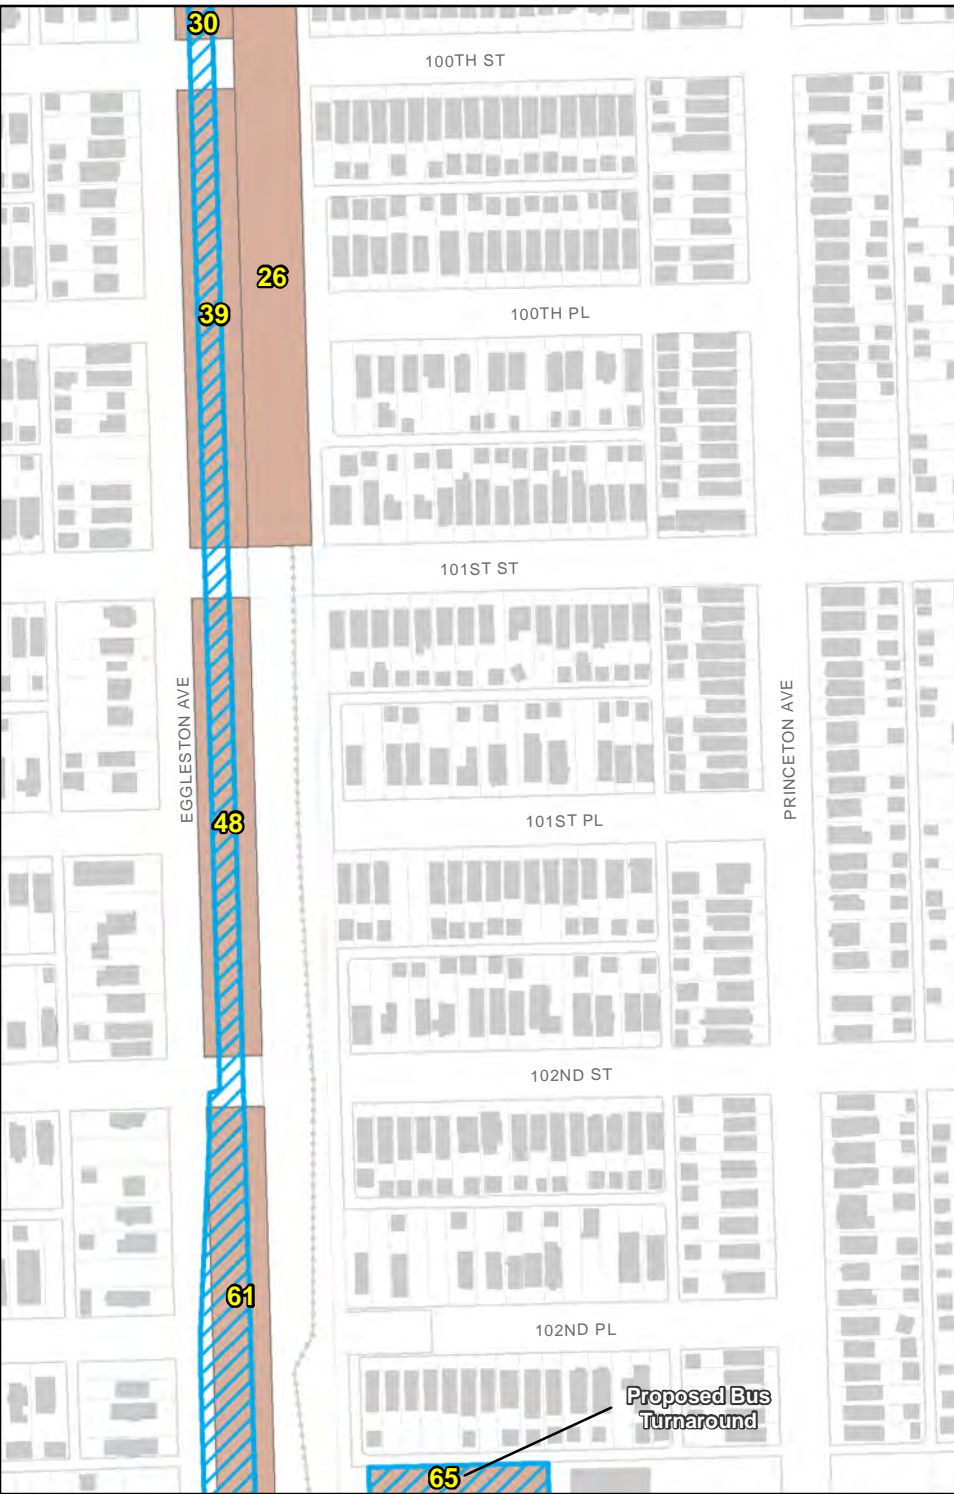 30
100TH ST
26
39
100TH PL
101ST ST
EGGLESTON AVE
PRINCETON AVE
48
101ST PL
102ND ST
61
102ND PL
Proposed Bus
Turnaround
65